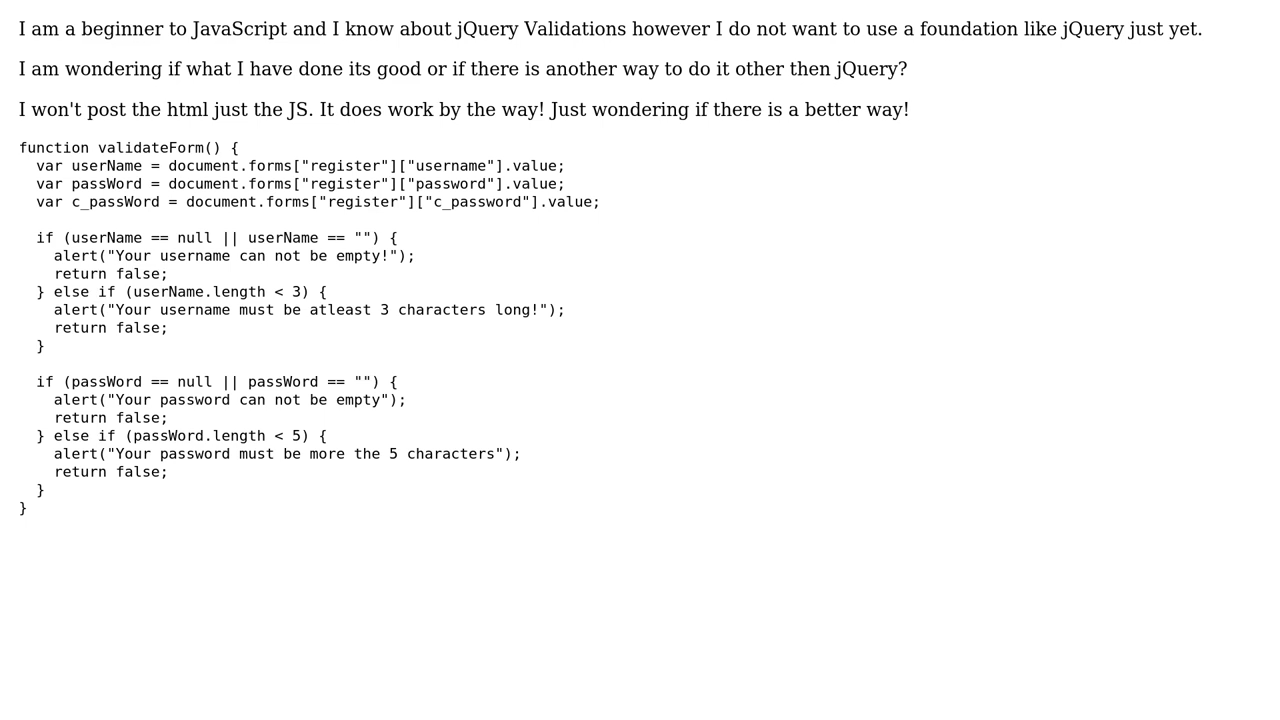 I am a beginner to JavaScript and I know about jQuery Validations however I do not want to use a foundation like jQuery just yet.
I am wondering if what I have done its good or if there is another way to do it other then jQuery?
I won't post the html just the JS. It does work by the way! Just wondering if there is a better way!
function validateForm() {
  var userName = document.forms["register"]["username"].value;
  var passWord = document.forms["register"]["password"].value;
  var c_passWord = document.forms["register"]["c_password"].value;

  if (userName == null || userName == "") {
    alert("Your username can not be empty!");
    return false;
  } else if (userName.length < 3) {
    alert("Your username must be atleast 3 characters long!");
    return false;
  }

  if (passWord == null || passWord == "") {
    alert("Your password can not be empty");
    return false;
  } else if (passWord.length < 5) {
    alert("Your password must be more the 5 characters");
    return false;
  }
}